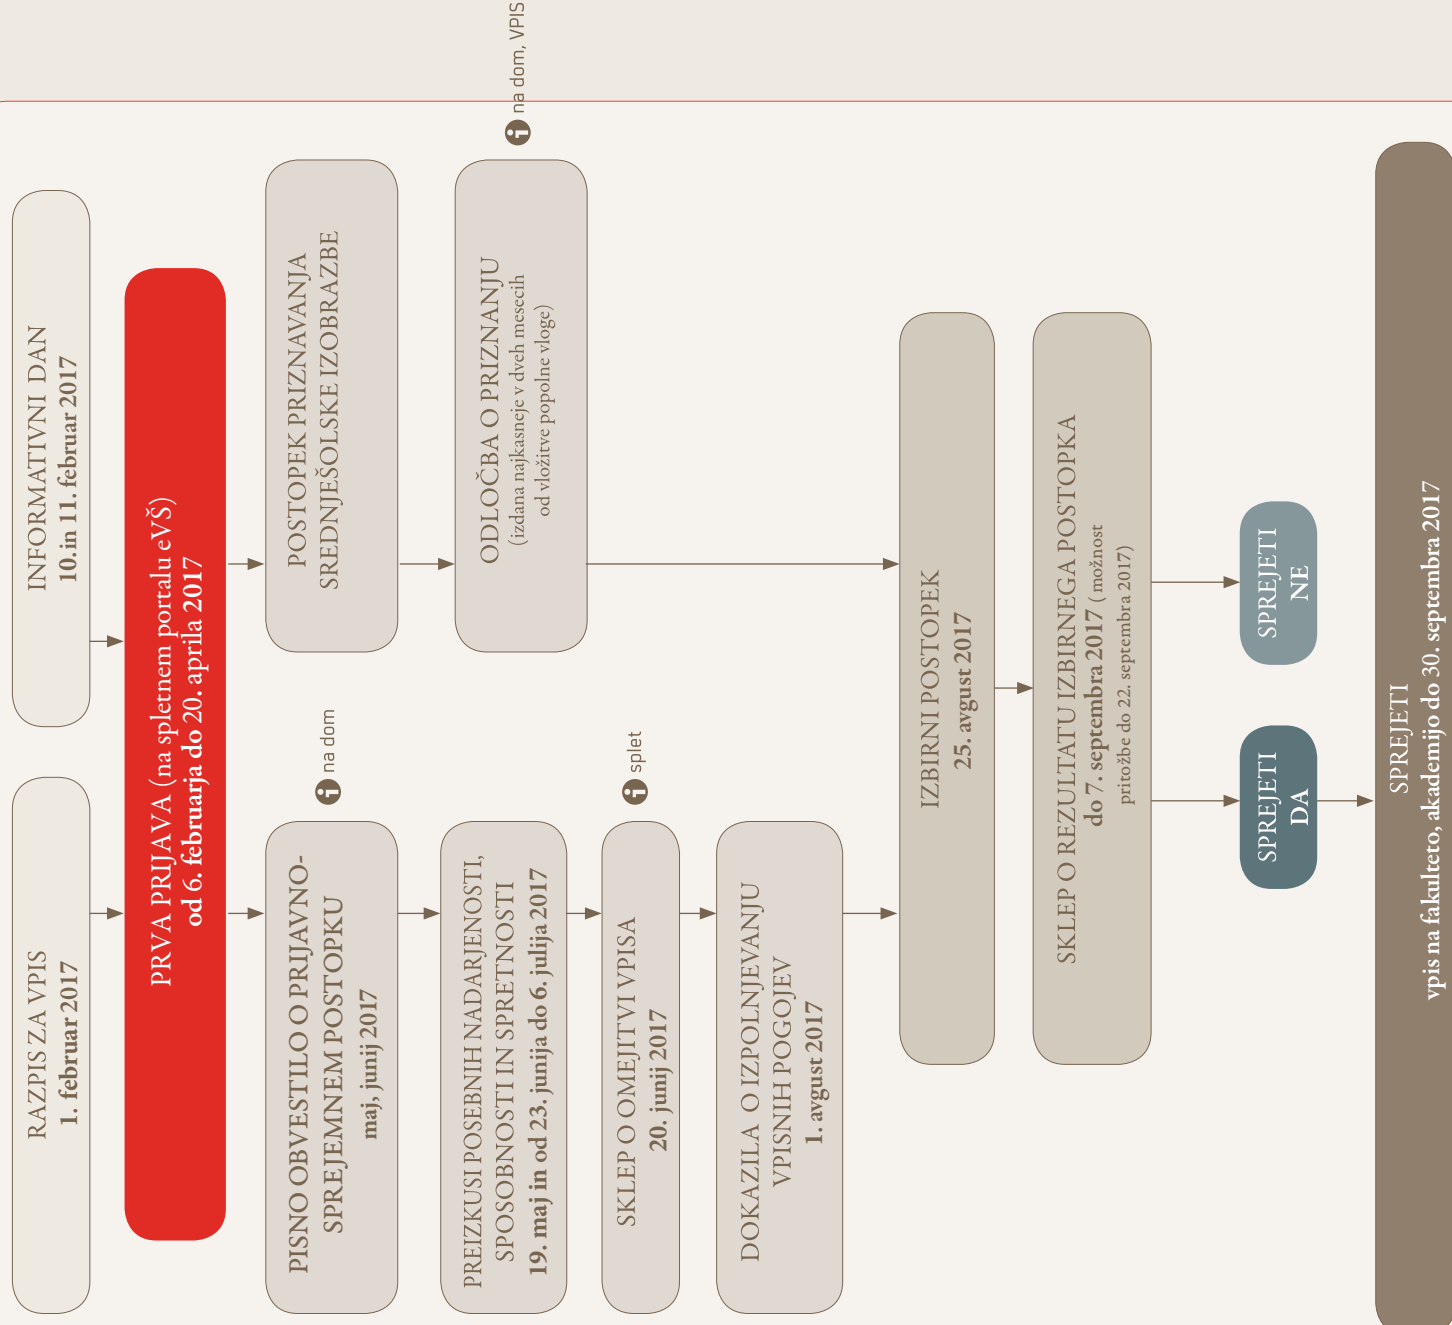 RAZPIS ZA VPIS
1. februar 2017
INFORMATIVNI DAN
10. in 11. februar 2017
PRVA PRIJAVA (na spletnem portalu eVŠ)
od 6. februarja do 20. aprila 2017
PISNO OBVESTILO O PRIJAVNO-
SPREJEMNEM POSTOPKU
maj, junij 2017
na dom
PREIZKUSI POSEBNIH NADARJENOSTI,
SPOSOBNOSTI IN SPRETNOSTI
19. maj in od 23. junija do 6. julija 2017
SKLEP O OMEJITVI VPISA
20. junij 2017
splet
DOKAZILA O IZPOLNJEVANJU
VPISNIH POGOJEV
1. avgust 2017
POSTOPEK PRIZNAVANJA
SREDNJEŠOLSKE IZOBRAZBE
ODLOČBA O PRIZNANJU
(izdana najkasneje v dveh mesecih
od vložitve popolne vloge)
na dom, VPIS
IZBIRNI POSTOPEK
25. avgust 2017
SKLEP O REZULTATU IZBIRNEGA POSTOPKA
do 7. septembra 2017 ( možnost
pritožbe do 22. septembra 2017)
SPREJETI
DA
SPREJETI
NE
SPREJETI
vpis na fakulteto, akademijo do 30. septembra 2017